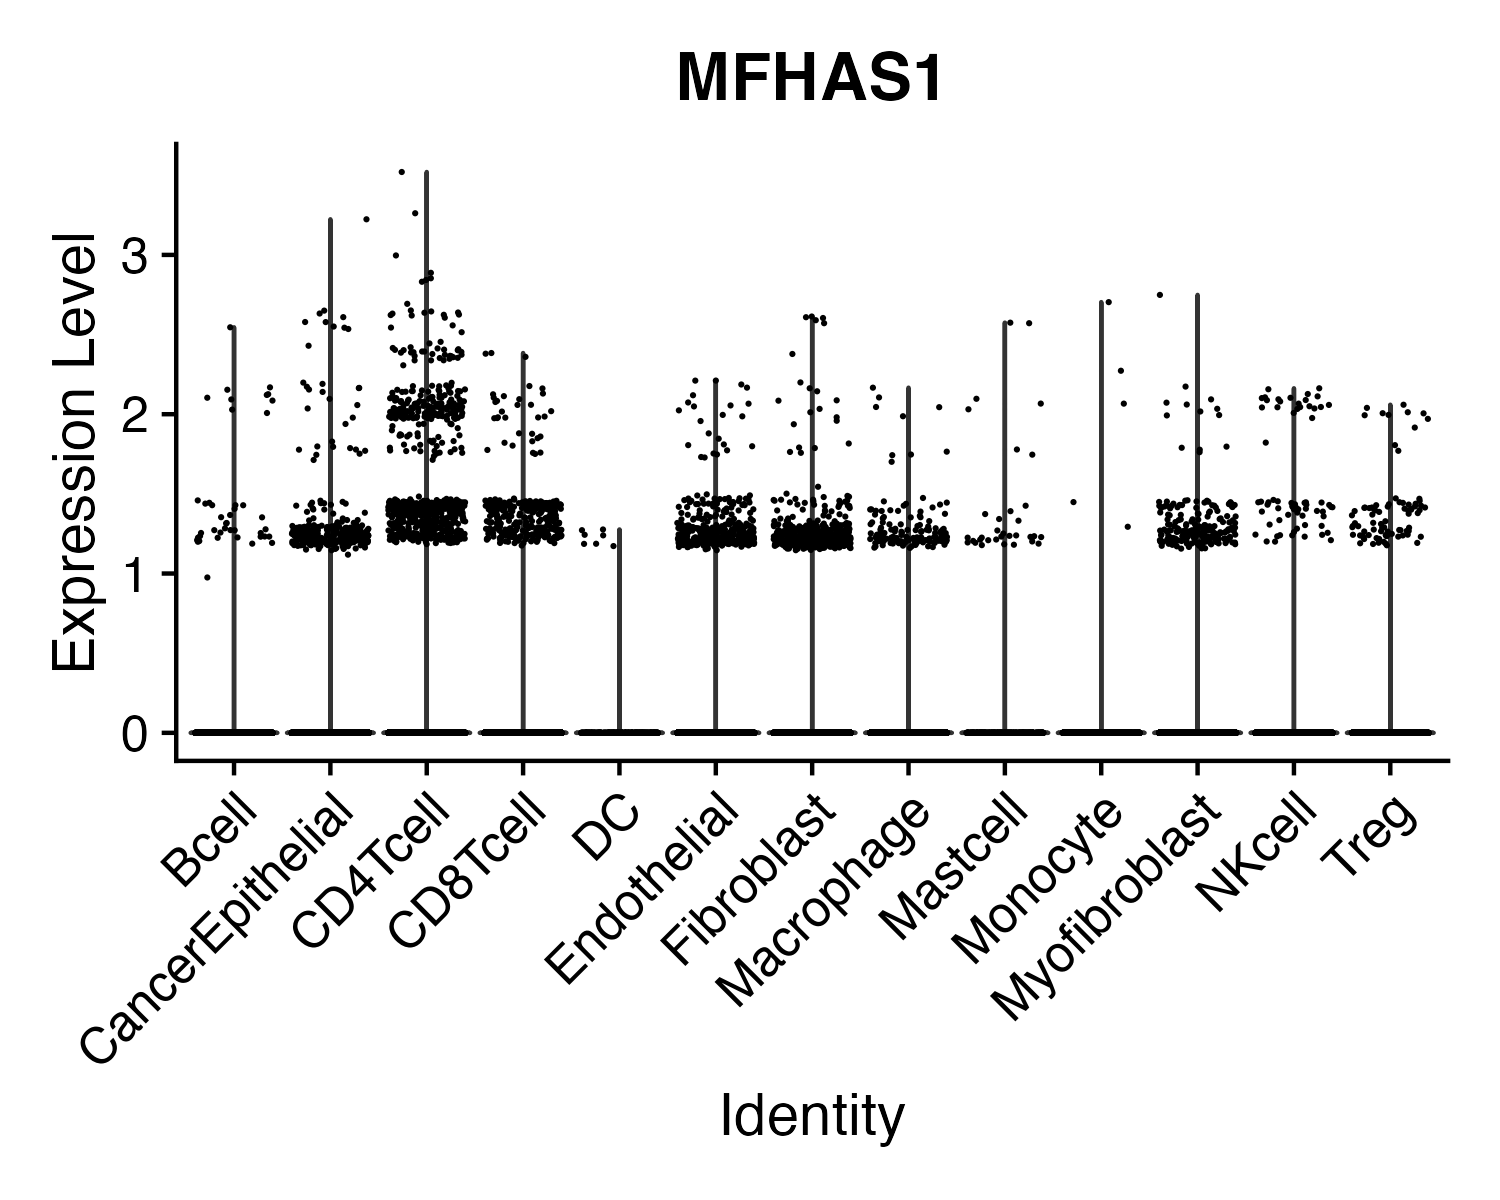 MFHAS1
Expression Level
3
2
1
0
Bcell
CancerEpithelial
CD4Tcell
CD8Tcell
DC
Endothelial
Fibroblast
Macrophage
Mastcell
Monocyte
Myofibroblast
NKcell
Treg
Identity